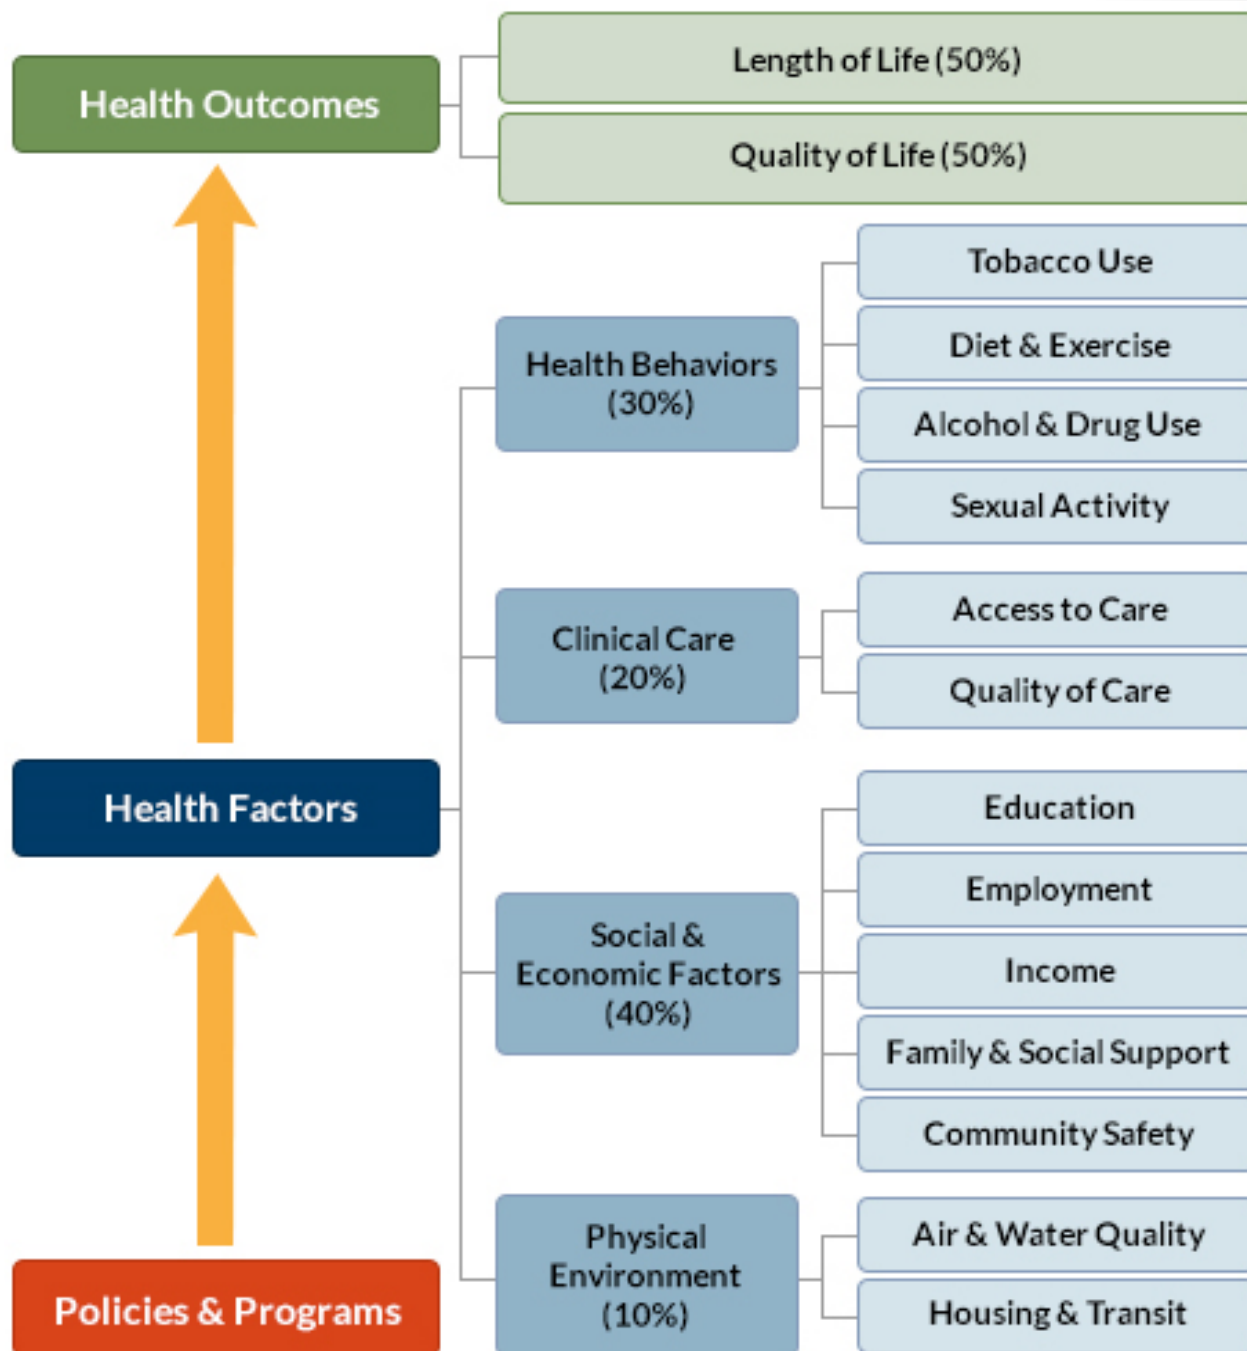 Health Outcomes
Length of Life (50%)
Quality of Life (50%)
Health Factors
Health Behaviors
(30%)
Tobacco Use
Diet & Exercise
Alcohol & Drug Use
Sexual Activity
Clinical Care
(20%)
Access to Care
Quality of Care
Social &
Economic Factors
(40%)
Education
Employment
Income
Family & Social Support
Community Safety
Physical
Environment
(10%)
Air & Water Quality
Housing & Transit
Policies & Programs